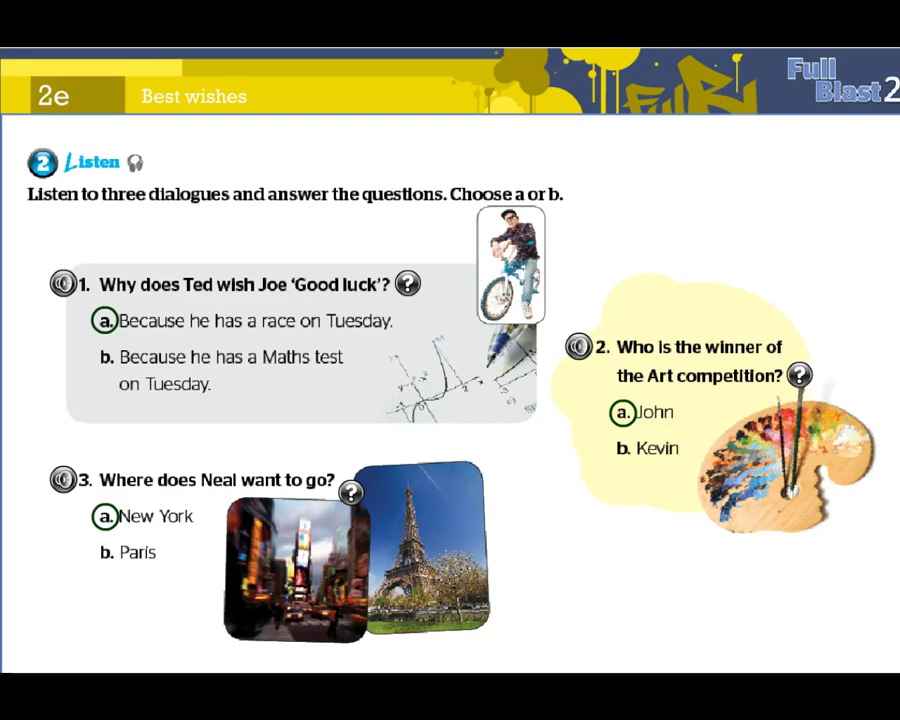 Full
Blast 2
2e
Best wishes
2 Listen
Listen to three dialogues and answer the questions. Choose a or b.
1. Why does Ted wish Joe ‘Good luck’? ?
a. Because he has a race on Tuesday.
b. Because he has a Maths test
on Tuesday.
2. Who is the winner of
the Art competition? ?
a. John
b. Kevin
3. Where does Neal want to go? ?
a. New York
b. Paris